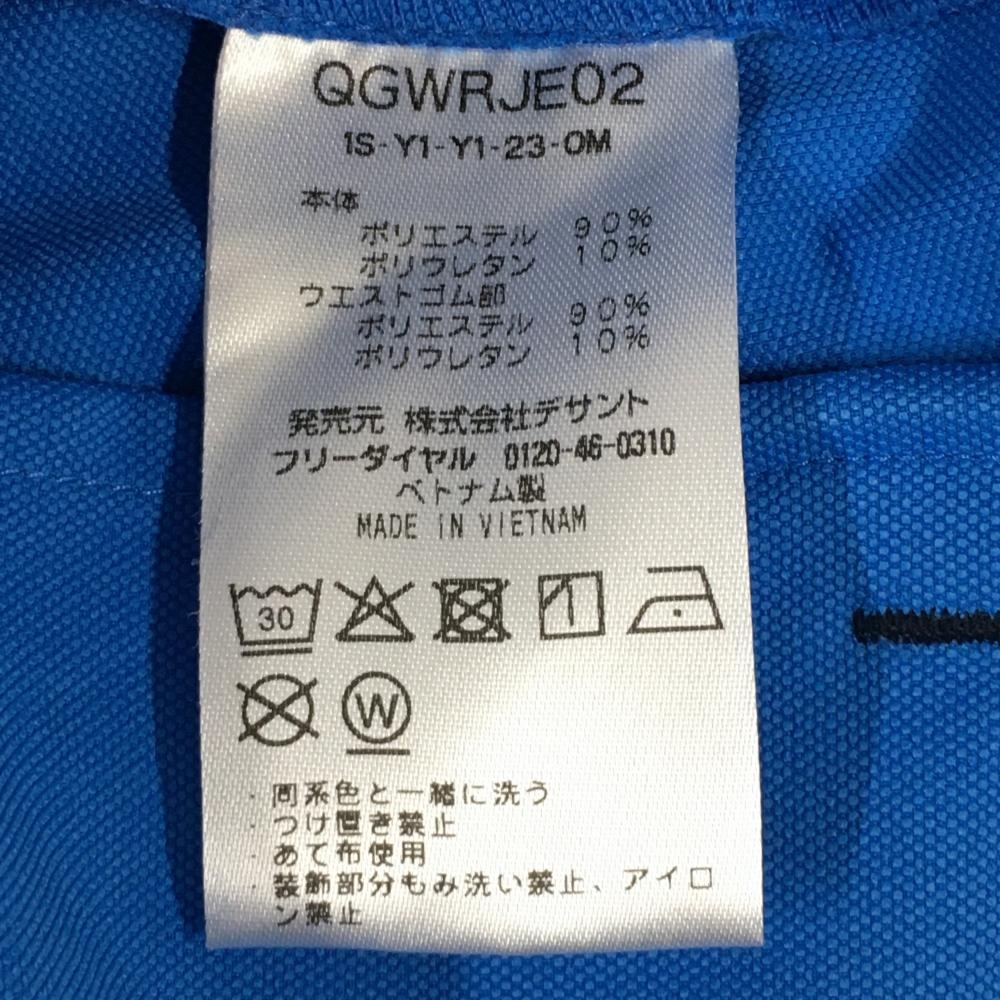 QGWRJE02
1S-Y1-Y1-23-0M
本体
ポリエステル 90%
ポリウレタン 10%
ウエストゴム部
ポリエステル 90%
ポリウレタン 10%
発売元 株式会社デサント
フリーダイヤル 0120-46-0310
ベトナム製
MADE IN VIETNAM
30
W
・同系色と一緒に洗う
・つけ置き禁止
・あて布使用
・装飾部分もみ洗い禁止、アイロ
ン禁止